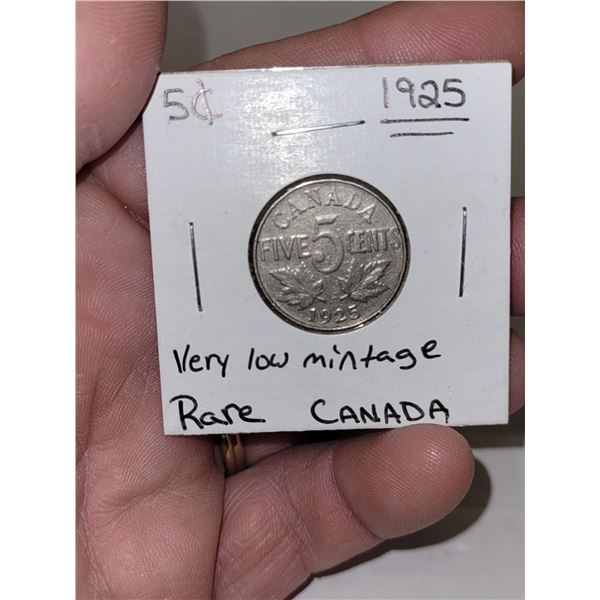 5¢ 1925
CANADA
FIVE 5 CENTS
1925
Very low mintage
Rare CANADA